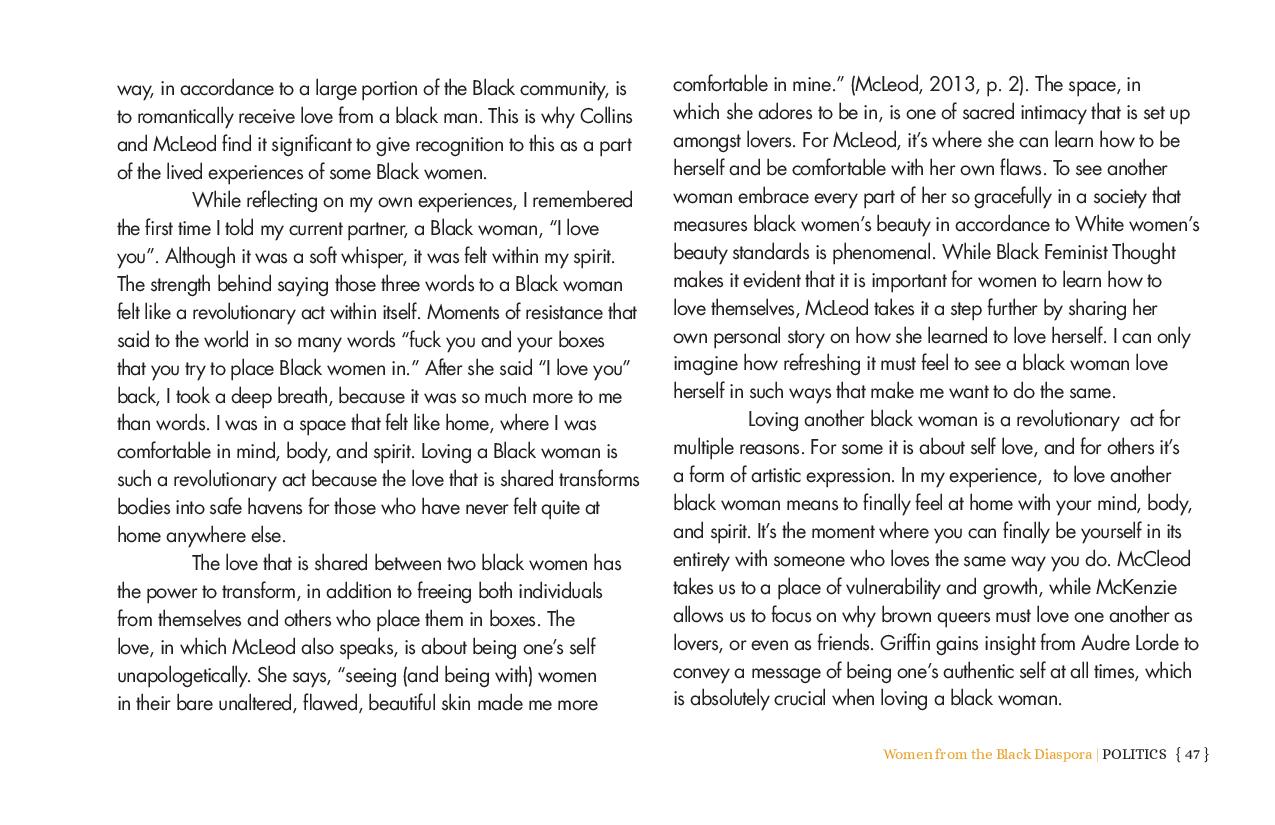 way, in accordance to a large portion of the Black community, is
to romantically receive love from a black man. This is why Collins
and McLeod find it significant to give recognition to this as a part
of the lived experiences of some Black women.
While reflecting on my own experiences, I remembered
the first time I told my current partner, a Black woman, “I love
you”. Although it was a soft whisper, it was felt within my spirit.
The strength behind saying those three words to a Black woman
felt like a revolutionary act within itself. Moments of resistance that
said to the world in so many words “fuck you and your boxes
that you try to place Black women in.” After she said “I love you”
back, I took a deep breath, because it was so much more to me
than words. I was in a space that felt like home, where I was
comfortable in mind, body, and spirit. Loving a Black woman is
such a revolutionary act because the love that is shared transforms
bodies into safe havens for those who have never felt quite at
home anywhere else.
The love that is shared between two black women has
the power to transform, in addition to freeing both individuals
from themselves and others who place them in boxes. The
love, in which McLeod also speaks, is about being one’s self
unapologetically. She says, “seeing (and being with) women
in their bare unaltered, flawed, beautiful skin made me more
comfortable in mine.” (McLeod, 2013, p. 2). The space, in
which she adores to be in, is one of sacred intimacy that is set up
amongst lovers. For McLeod, it’s where she can learn how to be
herself and be comfortable with her own flaws. To see another
woman embrace every part of her so gracefully in a society that
measures black women’s beauty in accordance to White women’s
beauty standards is phenomenal. While Black Feminist Thought
makes it evident that it is important for women to learn how to
love themselves, McLeod takes it a step further by sharing her
own personal story on how she learned to love herself. I can only
imagine how refreshing it must feel to see a black woman love
herself in such ways that make me want to do the same.
Loving another black woman is a revolutionary  act for
multiple reasons. For some it is about self love, and for others it’s
a form of artistic expression. In my experience,  to love another
black woman means to finally feel at home with your mind, body,
and spirit. It’s the moment where you can finally be yourself in its
entirety with someone who loves the same way you do. McCleod
takes us to a place of vulnerability and growth, while McKenzie
allows us to focus on why brown queers must love one another as
lovers, or even as friends. Griffin gains insight from Audre Lorde to
convey a message of being one’s authentic self at all times, which
is absolutely crucial when loving a black woman.
Women from the Black Diaspora | POLITICS { 47 }